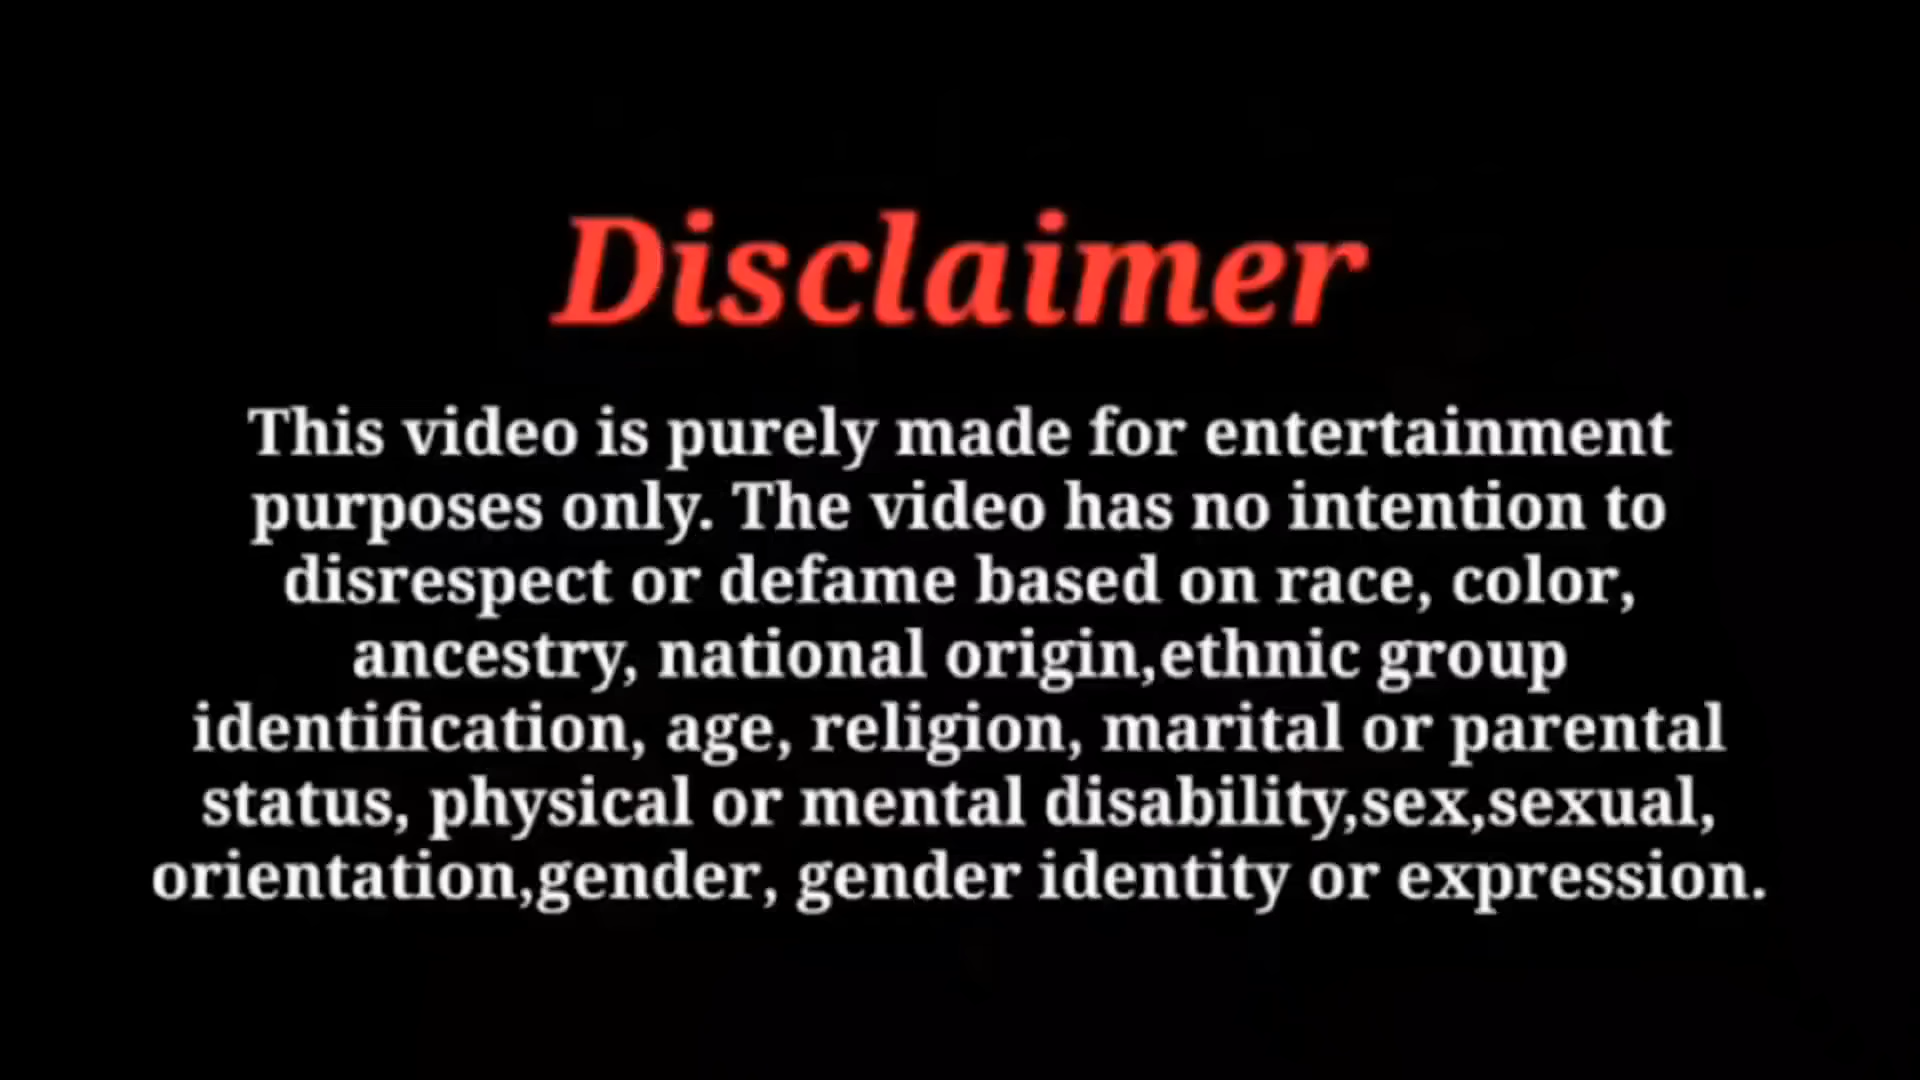 Disclaimer
This video is purely made for entertainment
purposes only. The video has no intention to
disrespect or defame based on race, color,
ancestry, national origin,ethnic group
identification, age, religion, marital or parental
status, physical or mental disability,sex,sexual,
orientation,gender, gender identity or expression.